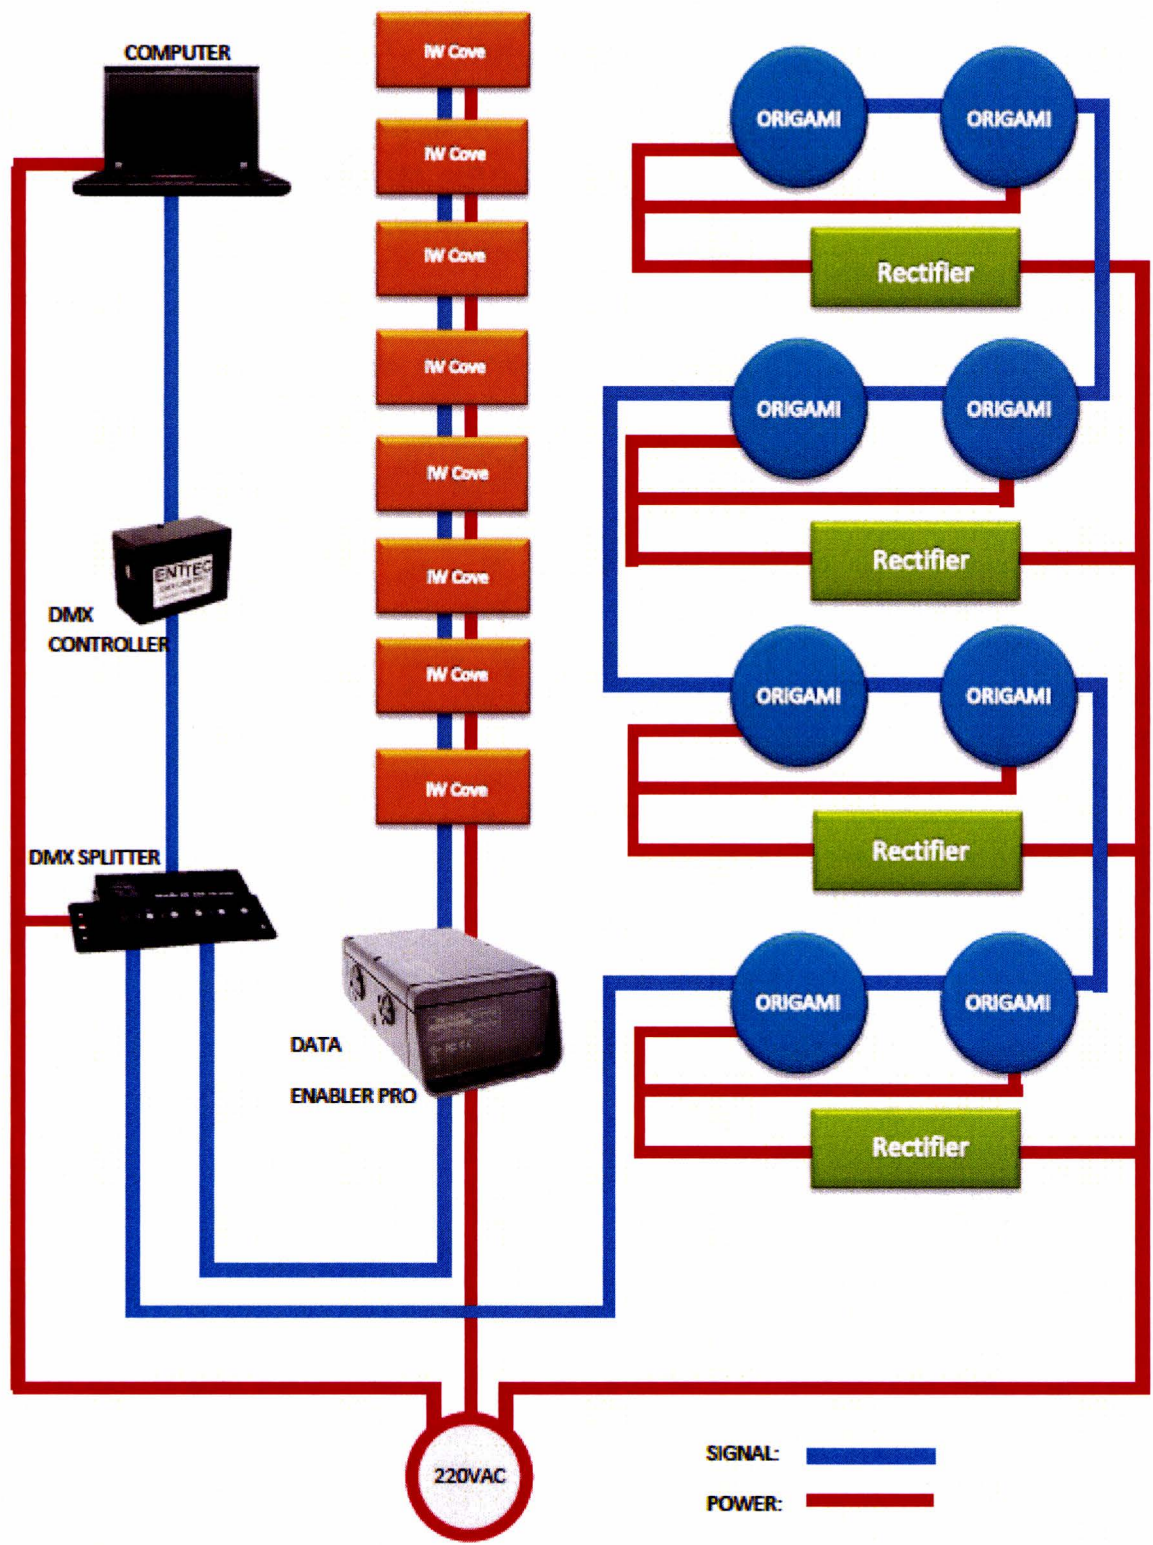 COMPUTER
IW Cove
IW Cove
IW Cove
IW Cove
IW Cove
IW Cove
IW Cove
IW Cove
ORIGAMI
ORIGAMI
Rectifier
ORIGAMI
ORIGAMI
Rectifier
ORIGAMI
ORIGAMI
Rectifier
ORIGAMI
ORIGAMI
Rectifier
ENTTEC
DMX
CONTROLLER
DMX SPLITTER
DATA
ENABLER PRO
220VAC
SIGNAL:
POWER: